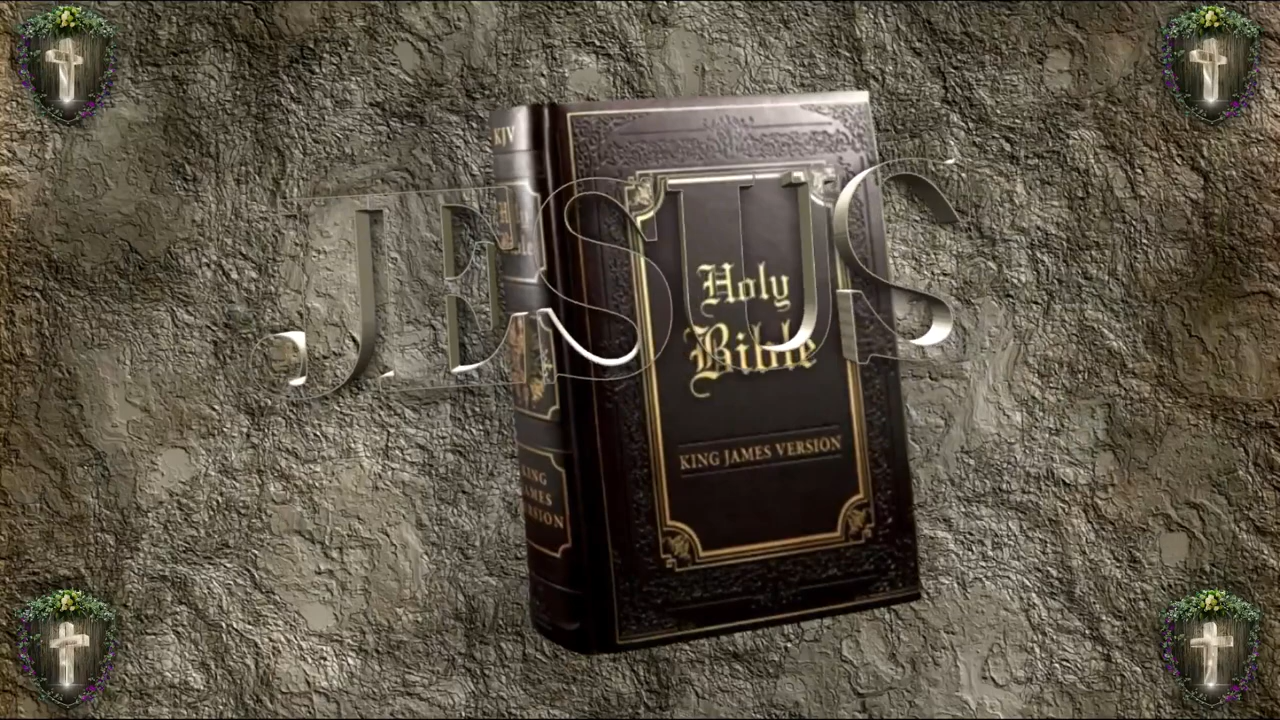 JESUS
KJV
Holy
Bible
KING JAMES VERSION
KING
JAMES
VERSION